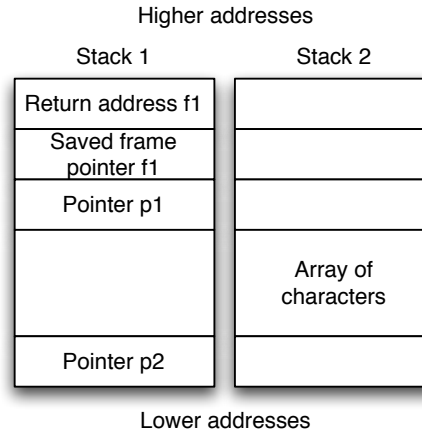 Higher addresses
Stack 1
Stack 2
Return address f1
Saved frame
pointer f1
Pointer p1
Array of
characters
Pointer p2
Lower addresses